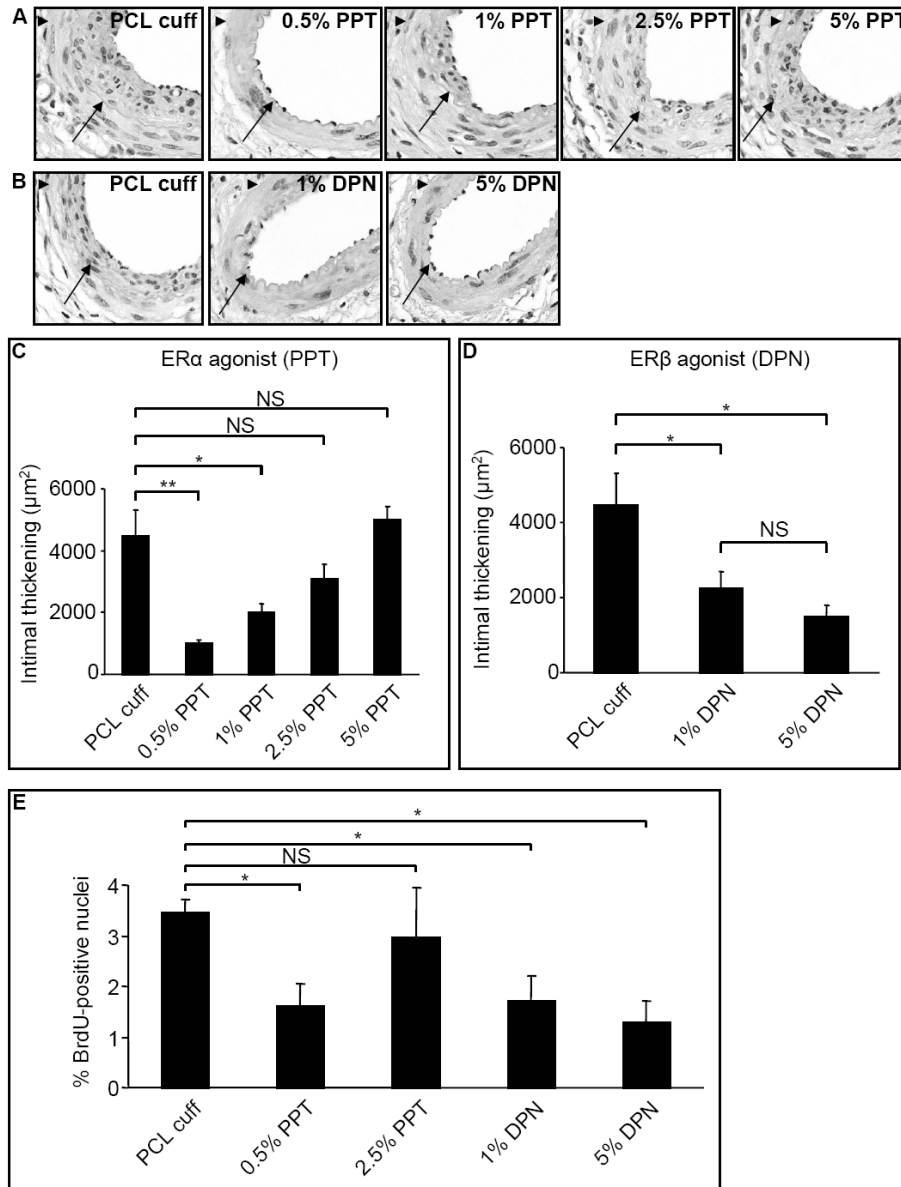 A
PCL cuff
0.5% PPT
1% PPT
2.5% PPT
5% PPT
B
PCL cuff
1% DPN
5% DPN
C
ERα agonist (PPT)
NS
NS
*
**
Intimal thickening (µm²)
6000
4000
2000
0
PCL cuff
0.5% PPT
1% PPT
2.5% PPT
5% PPT
D
ERβ agonist (DPN)
*
*
NS
Intimal thickening (µm²)
6000
4000
2000
0
PCL cuff
1% DPN
5% DPN
E
*
*
NS
*
% BrdU-positive nuclei
4
3
2
1
0
PCL cuff
0.5% PPT
2.5% PPT
1% DPN
5% DPN